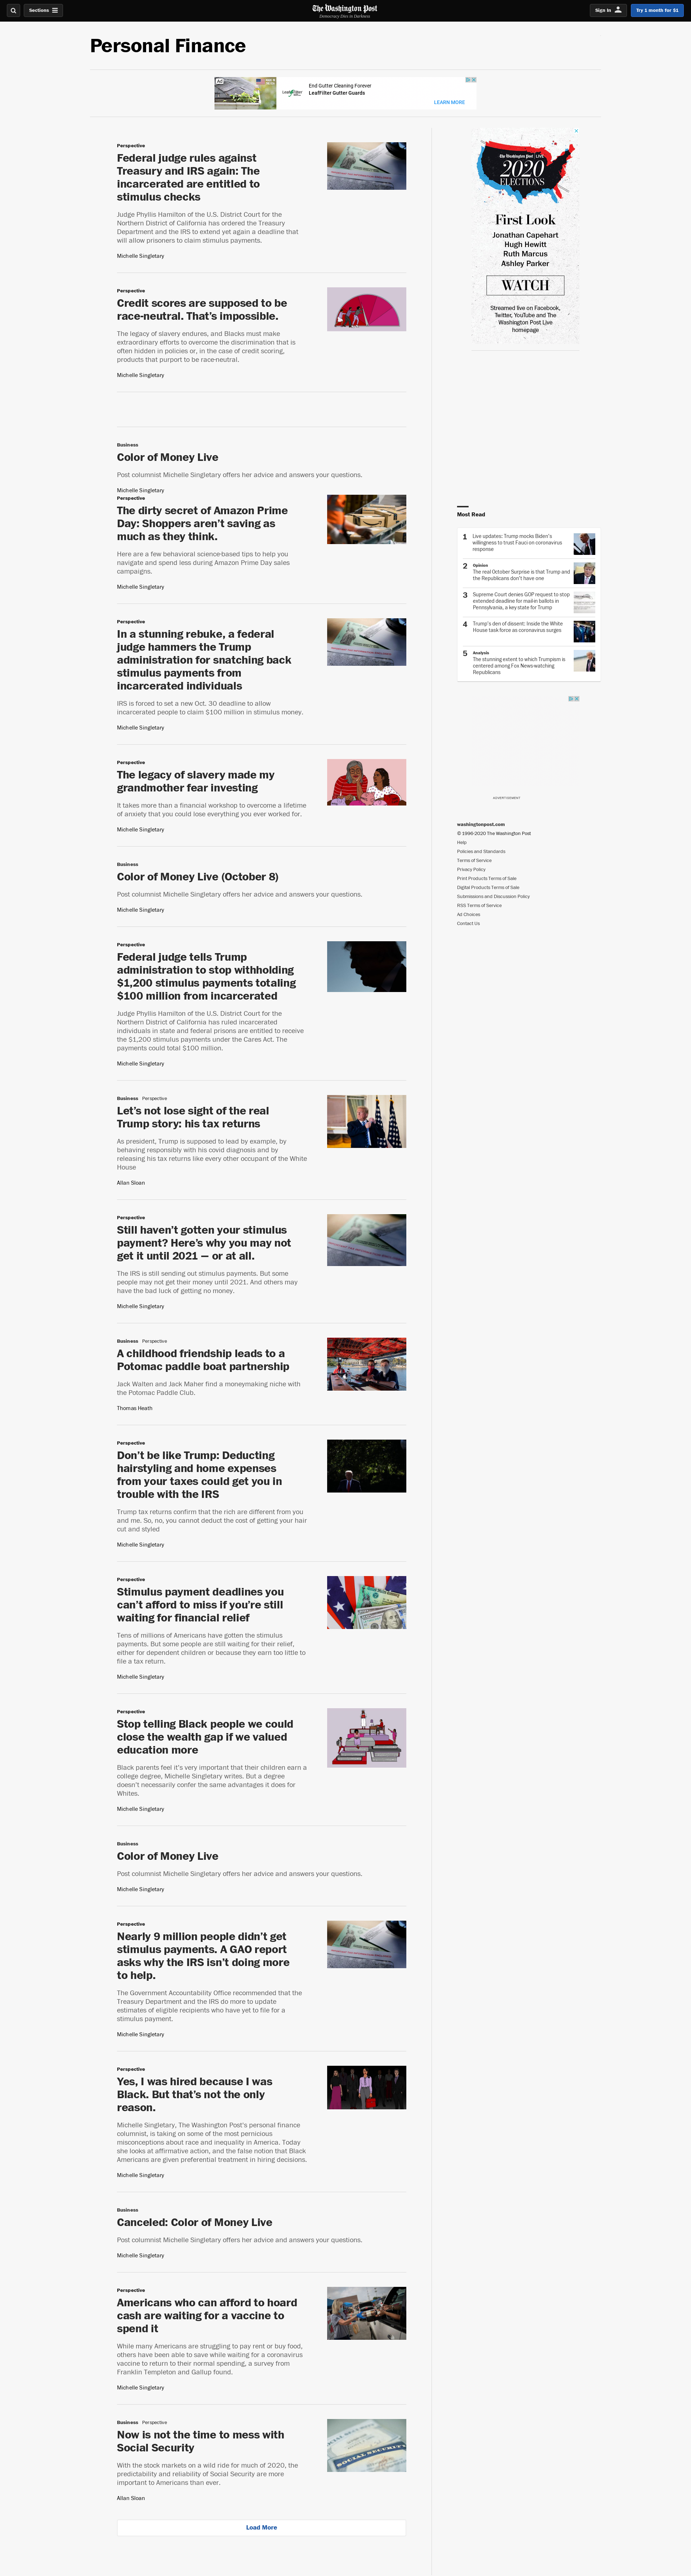 Sections
The Washington Post
Democracy Dies in Darkness
Sign In
Try 1 month for $1
Personal Finance
Ad
End Gutter Cleaning Forever
LeafFilter Gutter Guards
LEARN MORE
Perspective
Federal judge rules against
Treasury and IRS again: The
incarcerated are entitled to
stimulus checks
Judge Phyllis Hamilton of the U.S. District Court for the
Northern District of California has ordered the Treasury
Department and the IRS to extend yet again a deadline that
will allow prisoners to claim stimulus payments.
Michelle Singletary
Perspective
Credit scores are supposed to be
race-neutral. That’s impossible.
The legacy of slavery endures, and Blacks must make
extraordinary efforts to overcome the discrimination that is
often hidden in policies or, in the case of credit scoring,
products that purport to be race-neutral.
Michelle Singletary
Business
Color of Money Live
Post columnist Michelle Singletary offers her advice and answers your questions.
Michelle Singletary
Perspective
The dirty secret of Amazon Prime
Day: Shoppers aren’t saving as
much as they think.
Here are a few behavioral science-based tips to help you
navigate and spend less during Amazon Prime Day sales
campaigns.
Michelle Singletary
Perspective
In a stunning rebuke, a federal
judge hammers the Trump
administration for snatching back
stimulus payments from
incarcerated individuals
IRS is forced to set a new Oct. 30 deadline to allow
incarcerated people to claim $100 million in stimulus money.
Michelle Singletary
Perspective
The legacy of slavery made my
grandmother fear investing
It takes more than a financial workshop to overcome a lifetime
of anxiety that you could lose everything you ever worked for.
Michelle Singletary
Business
Color of Money Live (October 8)
Post columnist Michelle Singletary offers her advice and answers your questions.
Michelle Singletary
Perspective
Federal judge tells Trump
administration to stop withholding
$1,200 stimulus payments totaling
$100 million from incarcerated
Judge Phyllis Hamilton of the U.S. District Court for the
Northern District of California has ruled incarcerated
individuals in state and federal prisons are entitled to receive
the $1,200 stimulus payments under the Cares Act. The
payments could total $100 million.
Michelle Singletary
Business Perspective
Let’s not lose sight of the real
Trump story: his tax returns
As president, Trump is supposed to lead by example, by
behaving responsibly with his covid diagnosis and by
releasing his tax returns like every other occupant of the White
House
Allan Sloan
Perspective
Still haven’t gotten your stimulus
payment? Here’s why you may not
get it until 2021 — or at all.
The IRS is still sending out stimulus payments. But some
people may not get their money until 2021. And others may
have the bad luck of getting no money.
Michelle Singletary
Business Perspective
A childhood friendship leads to a
Potomac paddle boat partnership
Jack Walten and Jack Maher find a moneymaking niche with
the Potomac Paddle Club.
Thomas Heath
Perspective
Don’t be like Trump: Deducting
hairstyling and home expenses
from your taxes could get you in
trouble with the IRS
Trump tax returns confirm that the rich are different from you
and me. So, no, you cannot deduct the cost of getting your hair
cut and styled
Michelle Singletary
Perspective
Stimulus payment deadlines you
can’t afford to miss if you’re still
waiting for financial relief
Tens of millions of Americans have gotten the stimulus
payments. But some people are still waiting for their relief,
either for dependent children or because they earn too little to
file a tax return.
Michelle Singletary
Perspective
Stop telling Black people we could
close the wealth gap if we valued
education more
Black parents feel it’s very important that their children earn a
college degree, Michelle Singletary writes. But a degree
doesn’t necessarily confer the same advantages it does for
Whites.
Michelle Singletary
Business
Color of Money Live
Post columnist Michelle Singletary offers her advice and answers your questions.
Michelle Singletary
Perspective
Nearly 9 million people didn’t get
stimulus payments. A GAO report
asks why the IRS isn’t doing more
to help.
The Government Accountability Office recommended that the
Treasury Department and the IRS do more to update
estimates of eligible recipients who have yet to file for a
stimulus payment.
Michelle Singletary
Perspective
Yes, I was hired because I was
Black. But that’s not the only
reason.
Michelle Singletary, The Washington Post’s personal finance
columnist, is taking on some of the most pernicious
misconceptions about race and inequality in America. Today
she looks at affirmative action, and the false notion that Black
Americans are given preferential treatment in hiring decisions.
Michelle Singletary
Business
Canceled: Color of Money Live
Post columnist Michelle Singletary offers her advice and answers your questions.
Michelle Singletary
Perspective
Americans who can afford to hoard
cash are waiting for a vaccine to
spend it
While many Americans are struggling to pay rent or buy food,
others have been able to save while waiting for a coronavirus
vaccine to return to their normal spending, a survey from
Franklin Templeton and Gallup found.
Michelle Singletary
Business Perspective
Now is not the time to mess with
Social Security
With the stock markets on a wild ride for much of 2020, the
predictability and reliability of Social Security are more
important to Americans than ever.
Allan Sloan
SOCIAL SECURITY
Load More
The Washington Post LIVE
2020
ELECTIONS
First Look
Jonathan Capehart
Hugh Hewitt
Ruth Marcus
Ashley Parker
WATCH
Streamed live on Facebook,
Twitter, YouTube and The
Washington Post Live
homepage
Most Read
1 Live updates: Trump mocks Biden’s
willingness to trust Fauci on coronavirus
response
2 Opinion
The real October Surprise is that Trump and
the Republicans don’t have one
3 Supreme Court denies GOP request to stop
extended deadline for mail-in ballots in
Pennsylvania, a key state for Trump
4 Trump’s den of dissent: Inside the White
House task force as coronavirus surges
5 Analysis
The stunning extent to which Trumpism is
centered among Fox News-watching
Republicans
ADVERTISEMENT
washingtonpost.com
© 1996-2020 The Washington Post
Help
Policies and Standards
Terms of Service
Privacy Policy
Print Products Terms of Sale
Digital Products Terms of Sale
Submissions and Discussion Policy
RSS Terms of Service
Ad Choices
Contact Us